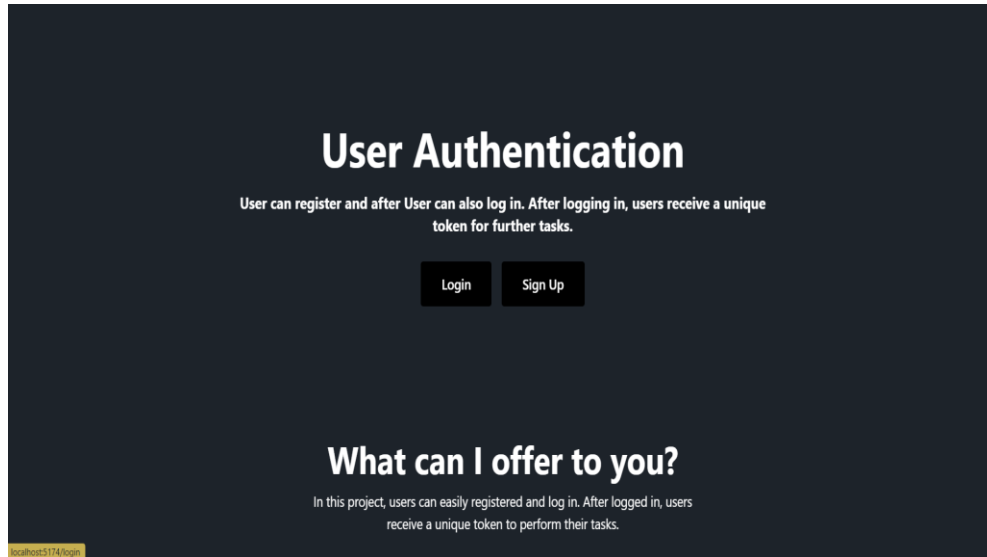 User Authentication
User can register and after User can also log in. After logging in, users receive a unique
token for further tasks.
Login
Sign Up
What can I offer to you?
In this project, users can easily registered and log in. After logged in, users
receive a unique token to perform their tasks.
localhost:5174/login